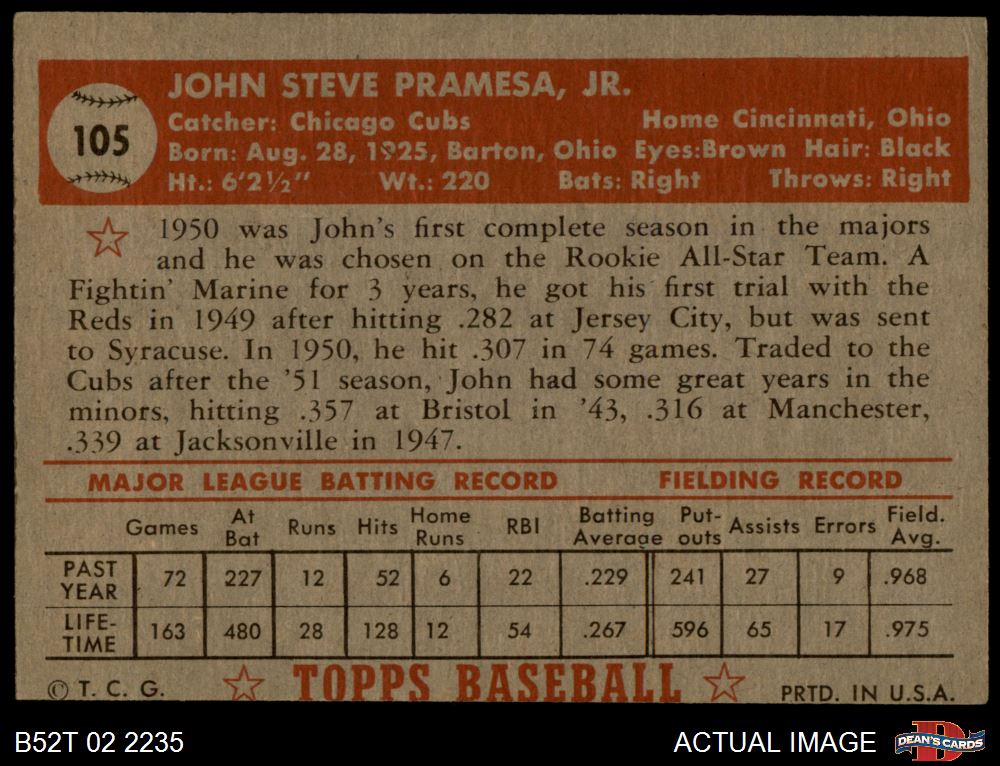 105
JOHN STEVE PRAMESA, JR.
Catcher: Chicago Cubs Home Cincinnati, Ohio
Born: Aug. 28, 1925, Barton, Ohio Eyes:Brown Hair: Black
Ht.: 6'2½" Wt.: 220 Bats: Right Throws: Right
1950 was John's first complete season in the majors
and he was chosen on the Rookie All-Star Team. A
Fightin' Marine for 3 years, he got his first trial with the
Reds in 1949 after hitting .282 at Jersey City, but was sent
to Syracuse. In 1950, he hit .307 in 74 games. Traded to the
Cubs after the '51 season, John had some great years in the
minors, hitting .357 at Bristol in '43, .316 at Manchester,
.339 at Jacksonville in 1947.
MAJOR LEAGUE BATTING RECORD FIELDING RECORD
Games At Bat Runs Hits Home Runs RBI Batting Average Put-outs Assists Errors Field. Avg.
PAST YEAR 72 227 12 52 6 22 .229 241 27 9 .968
LIFE-TIME 163 480 28 128 12 54 .267 596 65 17 .975
© T. C. G. TOPPS BASEBALL PRTD. IN U.S.A.
B52T 02 2235 ACTUAL IMAGE DEAN'S CARDS